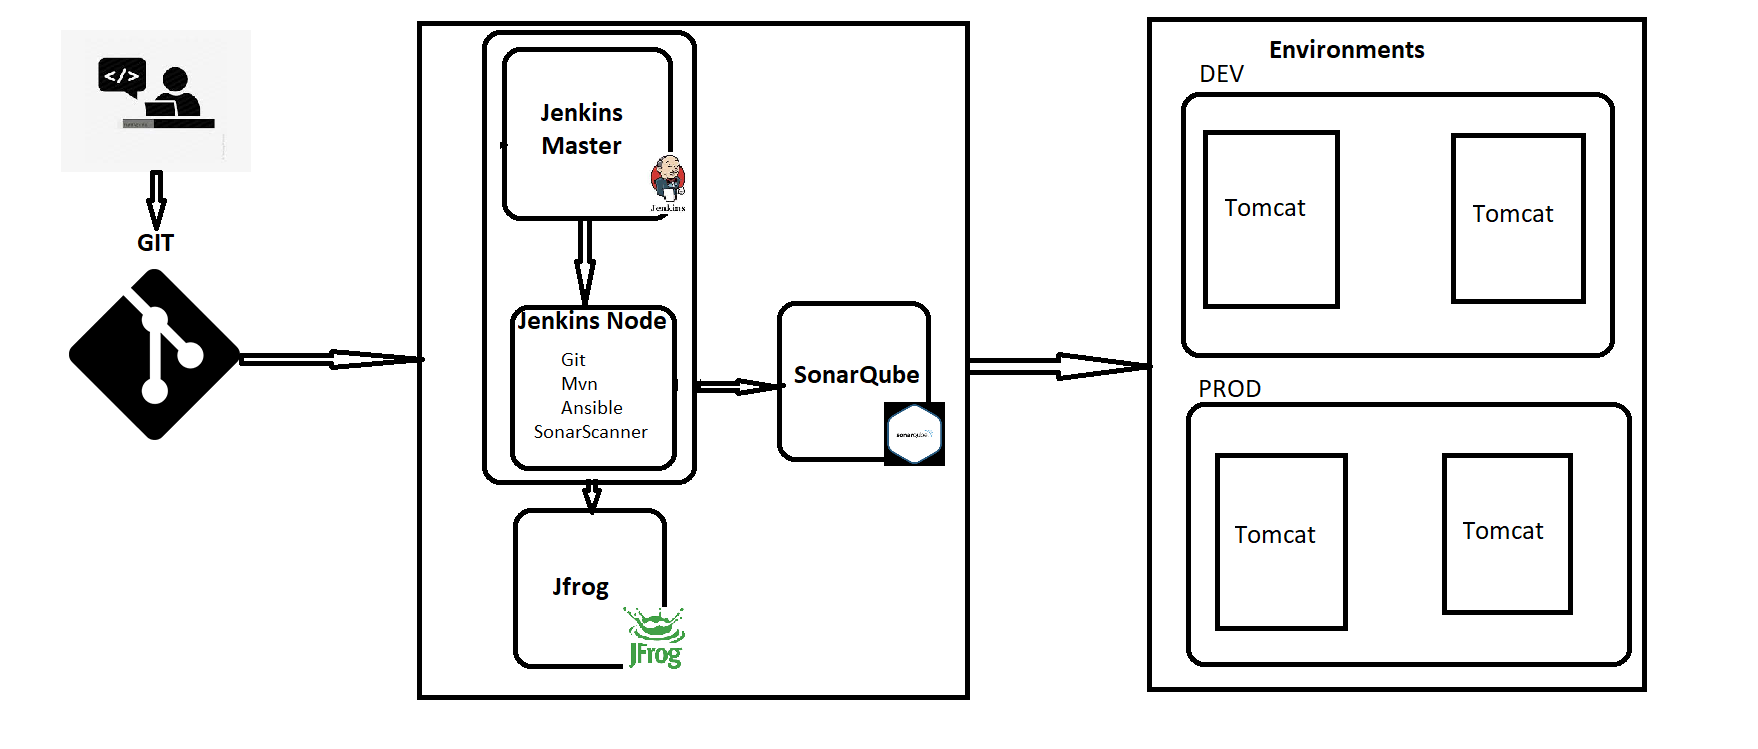 </>
GIT
Jenkins
Master
Jenkins
Jenkins Node
Git
Mvn
Ansible
SonarScanner
SonarQube
sonarqube
Jfrog
JFrog
Environments
DEV
Tomcat
Tomcat
PROD
Tomcat
Tomcat